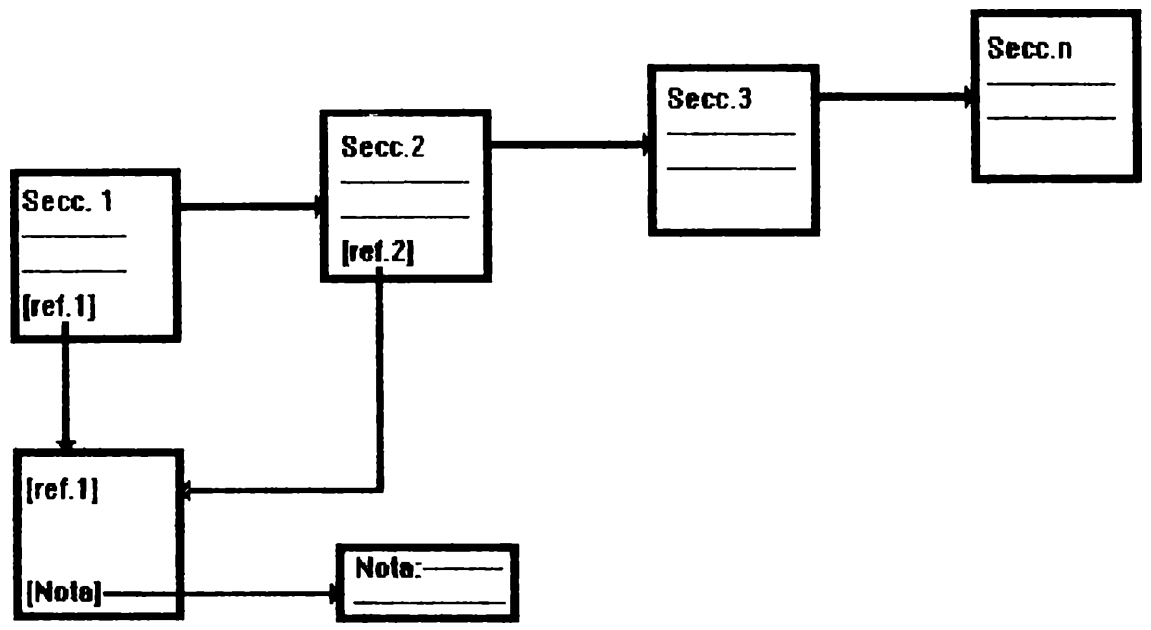 Secc. 1
[ref.1]
Secc.2
[ref.2]
Secc.3
Secc.n
[ref.1]
[Nota]
Nota: